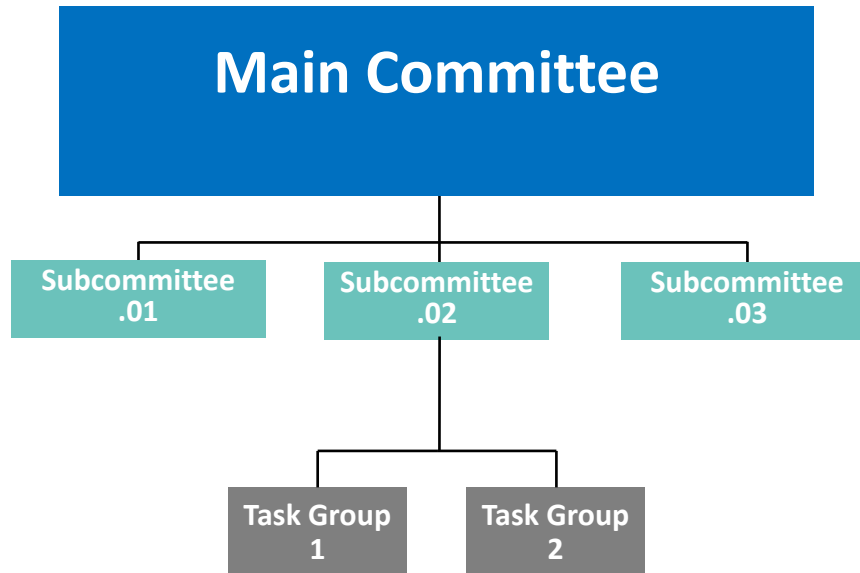 Main Committee
Subcommittee
.01
Subcommittee
.02
Subcommittee
.03
Task Group
1
Task Group
2